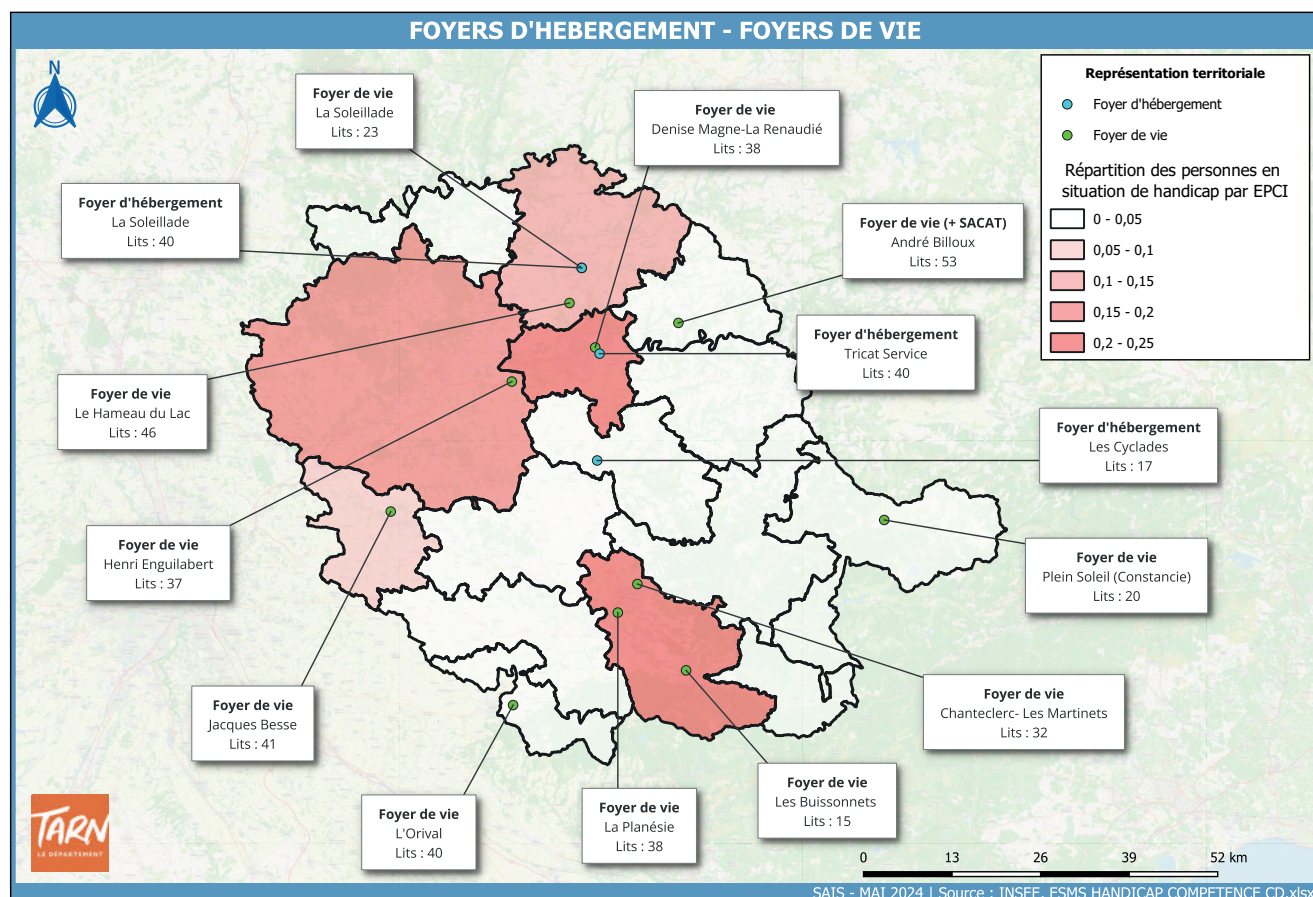 FOYERS D'HEBERGEMENT - FOYERS DE VIE
N
Représentation territoriale
Foyer d'hébergement
Foyer de vie
Répartition des personnes en
situation de handicap par EPCI
0 - 0,05
0,05 - 0,1
0,1 - 0,15
0,15 - 0,2
0,2 - 0,25
Foyer de vie
La Soleillade
Lits : 23
Foyer de vie
Denise Magne-La Renaudié
Lits : 38
Foyer d'hébergement
La Soleillade
Lits : 40
Foyer de vie (+ SACAT)
André Billoux
Lits : 53
Foyer d'hébergement
Tricat Service
Lits : 40
Foyer de vie
Le Hameau du Lac
Lits : 46
Foyer d'hébergement
Les Cyclades
Lits : 17
Foyer de vie
Henri Enguilabert
Lits : 37
Foyer de vie
Plein Soleil (Constancie)
Lits : 20
Foyer de vie
Jacques Besse
Lits : 41
Foyer de vie
Chanteclerc- Les Martinets
Lits : 32
Foyer de vie
L'Orival
Lits : 40
Foyer de vie
La Planésie
Lits : 38
Foyer de vie
Les Buissonnets
Lits : 15
TARN
LE DÉPARTEMENT
0 13 26 39 52 km
SAIS - MAI 2024 | Source : INSEE, ESMS HANDICAP COMPETENCE CD.xlsx